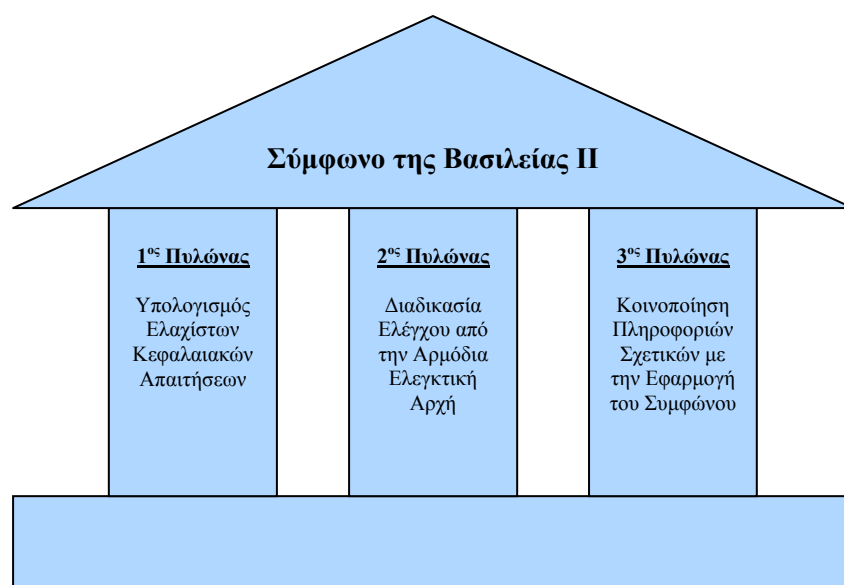 Σύμφωνο της Βασιλείας ΙΙ
1ος Πυλώνας
Υπολογισμός
Ελαχίστων
Κεφαλαιακών
Απαιτήσεων
2ος Πυλώνας
Διαδικασία
Ελέγχου από
την Αρμόδια
Ελεγκτική
Αρχή
3ος Πυλώνας
Κοινοποίηση
Πληροφοριών
Σχετικών με
την Εφαρμογή
του Συμφώνου